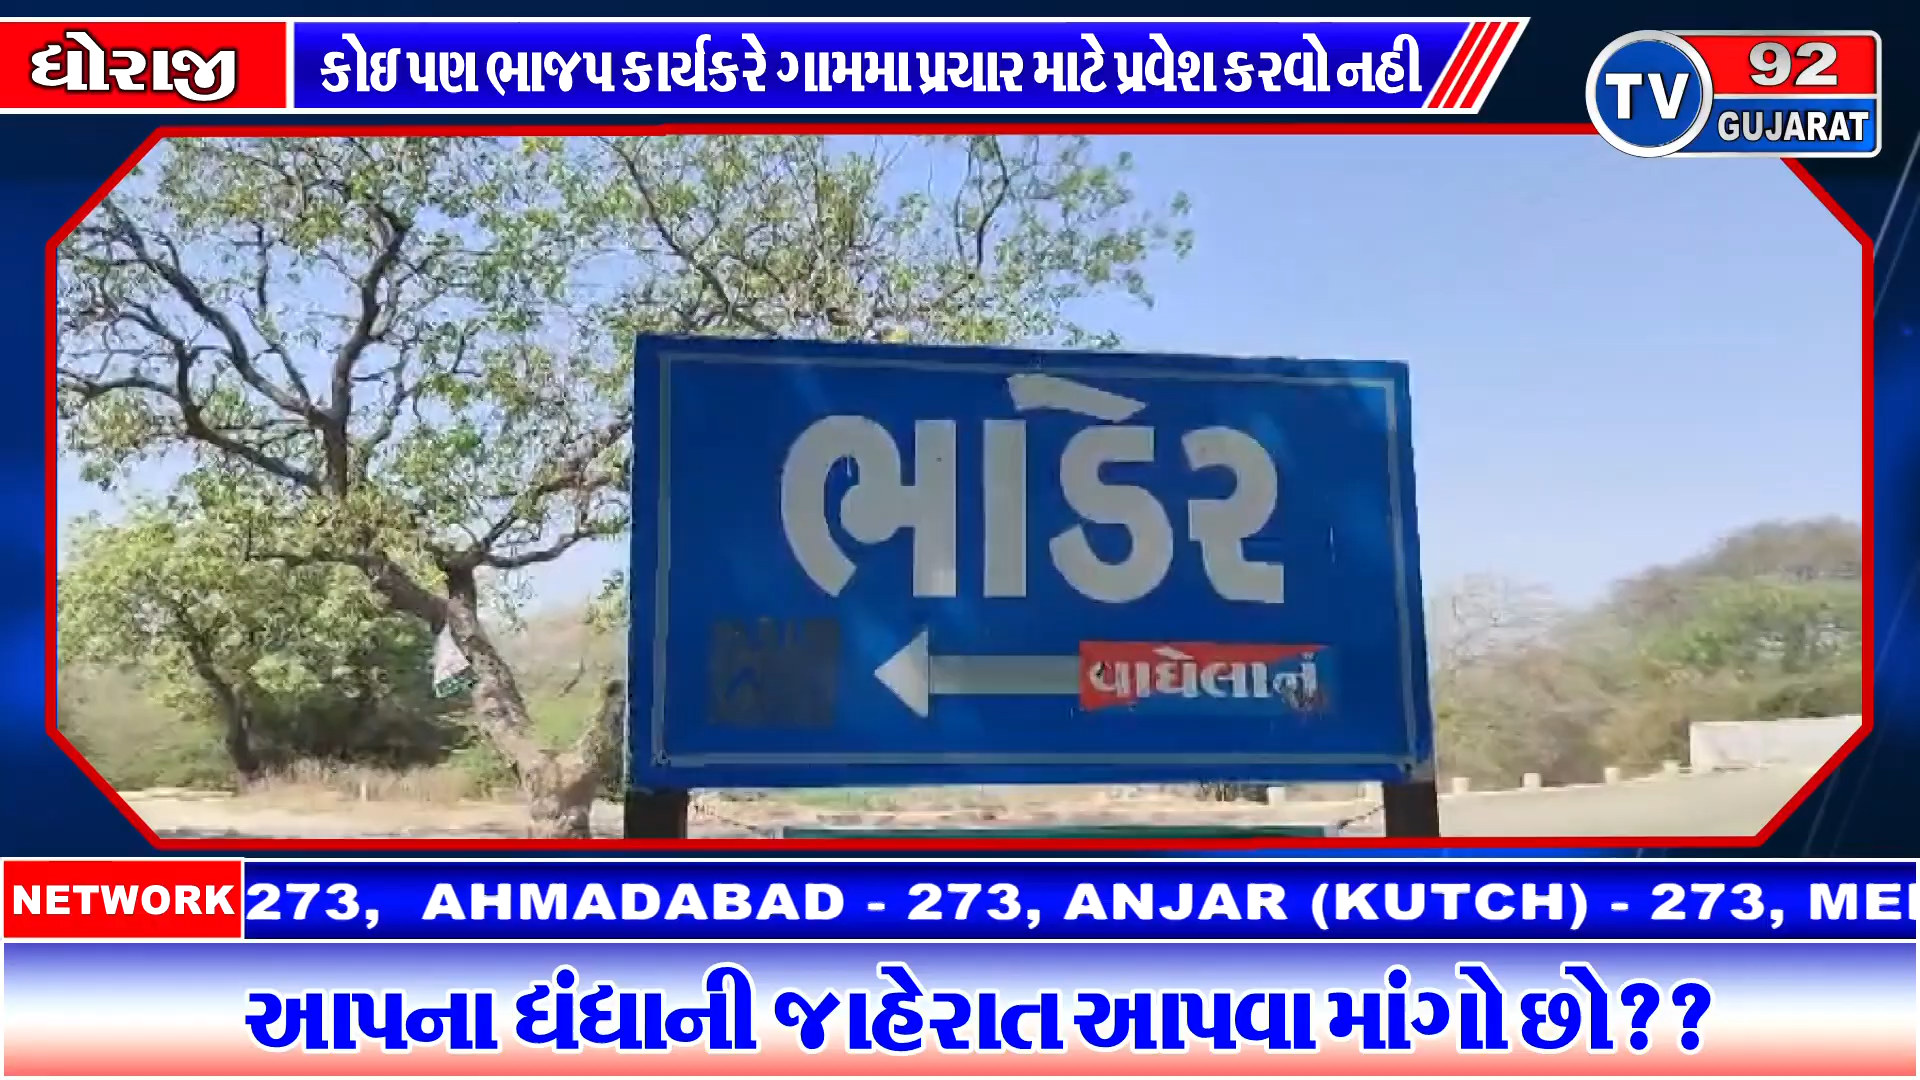 ધોરાજી
કોઇ પણ ભાજપ કાર્યકરે ગામમા પ્રચાર માટે પ્રવેશ કરવો નહી
TV 92
GUJARAT
ભાડેર
વાઘેલાનું
NETWORK 273, AHMADABAD - 273, ANJAR (KUTCH) - 273,
આપના ધંધાની જાહેરાત આપવા માંગો છો??